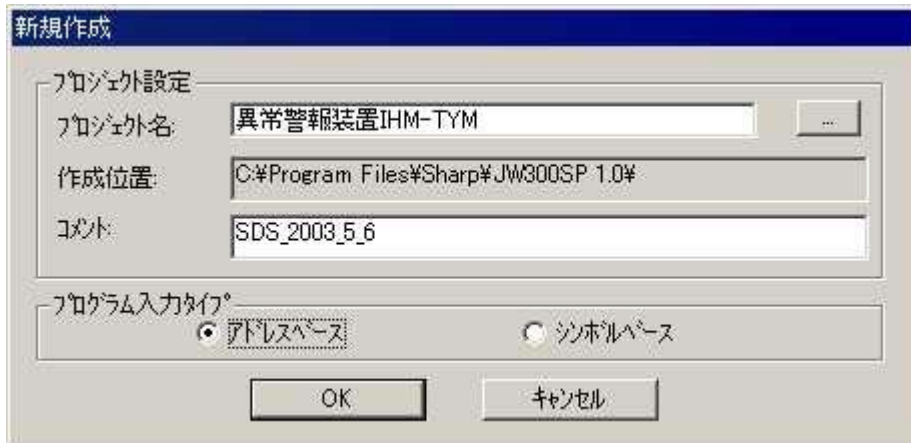 新規作成
ﾌﾟﾛｼﾞｪｸﾄ設定
ﾌﾟﾛｼﾞｪｸﾄ名: 異常警報装置IHM-TYM ...
作成位置: C:¥Program Files¥Sharp¥JW300SP 1.0¥
ｺﾒﾝﾄ: SDS_2003_5_6
ﾌﾟﾛｸﾞﾗﾑ入力ﾀｲﾌﾟ
ｱﾄﾞﾚｽﾍﾞｰｽ ｼﾝﾎﾞﾙﾍﾞｰｽ
OK ｷｬﾝｾﾙ